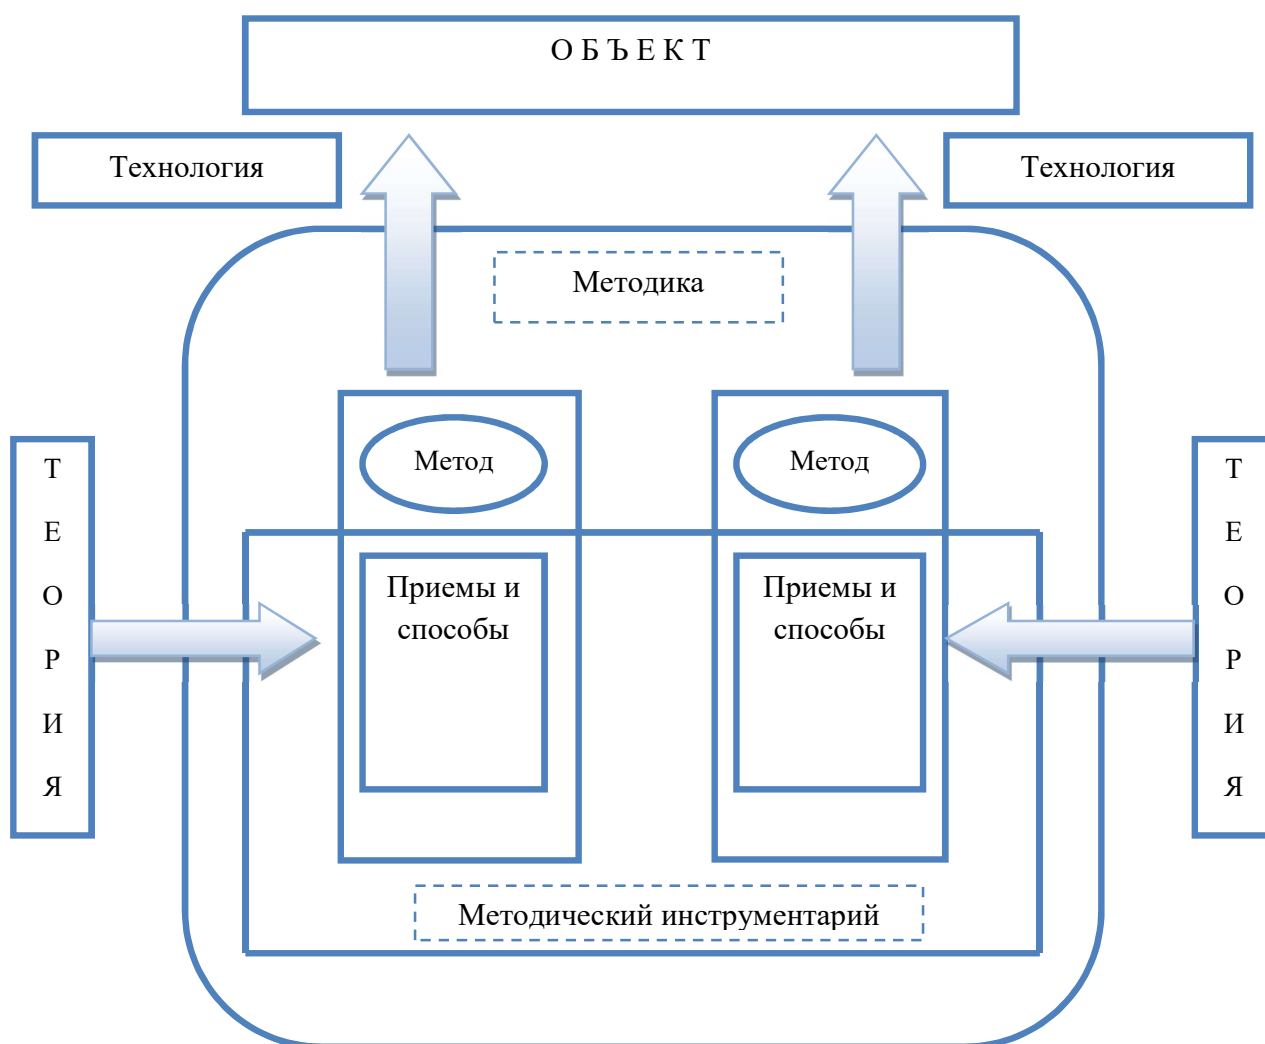 О Б Ъ Е К Т
Технология
Технология
Методика
Метод
Метод
Т
Е
О
Р
И
Я
Приемы и
способы
Приемы и
способы
Т
Е
О
Р
И
Я
Методический инструментарий